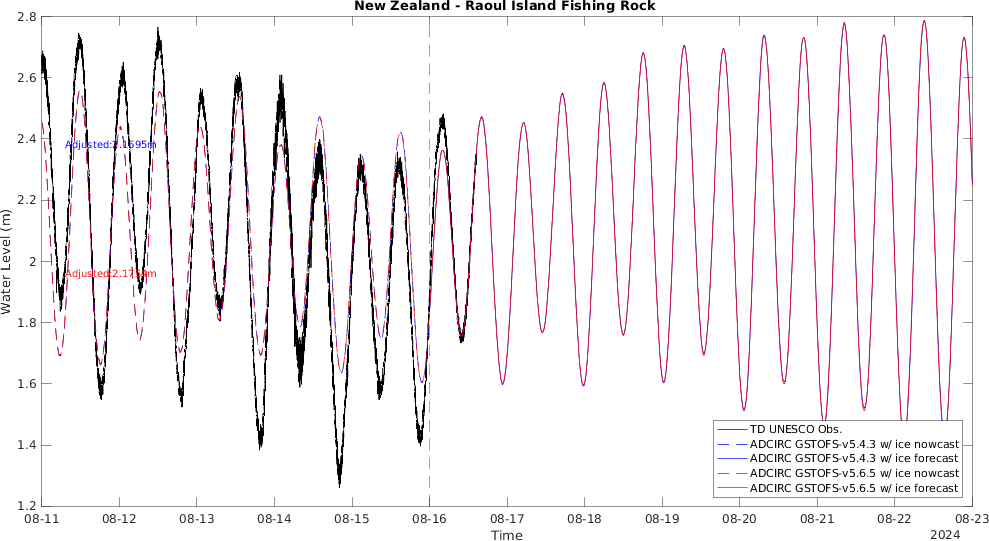 New Zealand - Raoul Island Fishing Rock
2.8
2.6
2.4
2.2
2
1.8
1.6
1.4
1.2
Water Level (m)
Adjusted:2.1695m
Adjusted:2.1754m
TD UNESCO Obs.
ADCIRC GSTOFS-v5.4.3 w/ ice nowcast
ADCIRC GSTOFS-v5.4.3 w/ ice forecast
ADCIRC GSTOFS-v5.6.5 w/ ice nowcast
ADCIRC GSTOFS-v5.6.5 w/ ice forecast
08-11 08-12 08-13 08-14 08-15 08-16 08-17 08-18 08-19 08-20 08-21 08-22 08-23
Time
2024